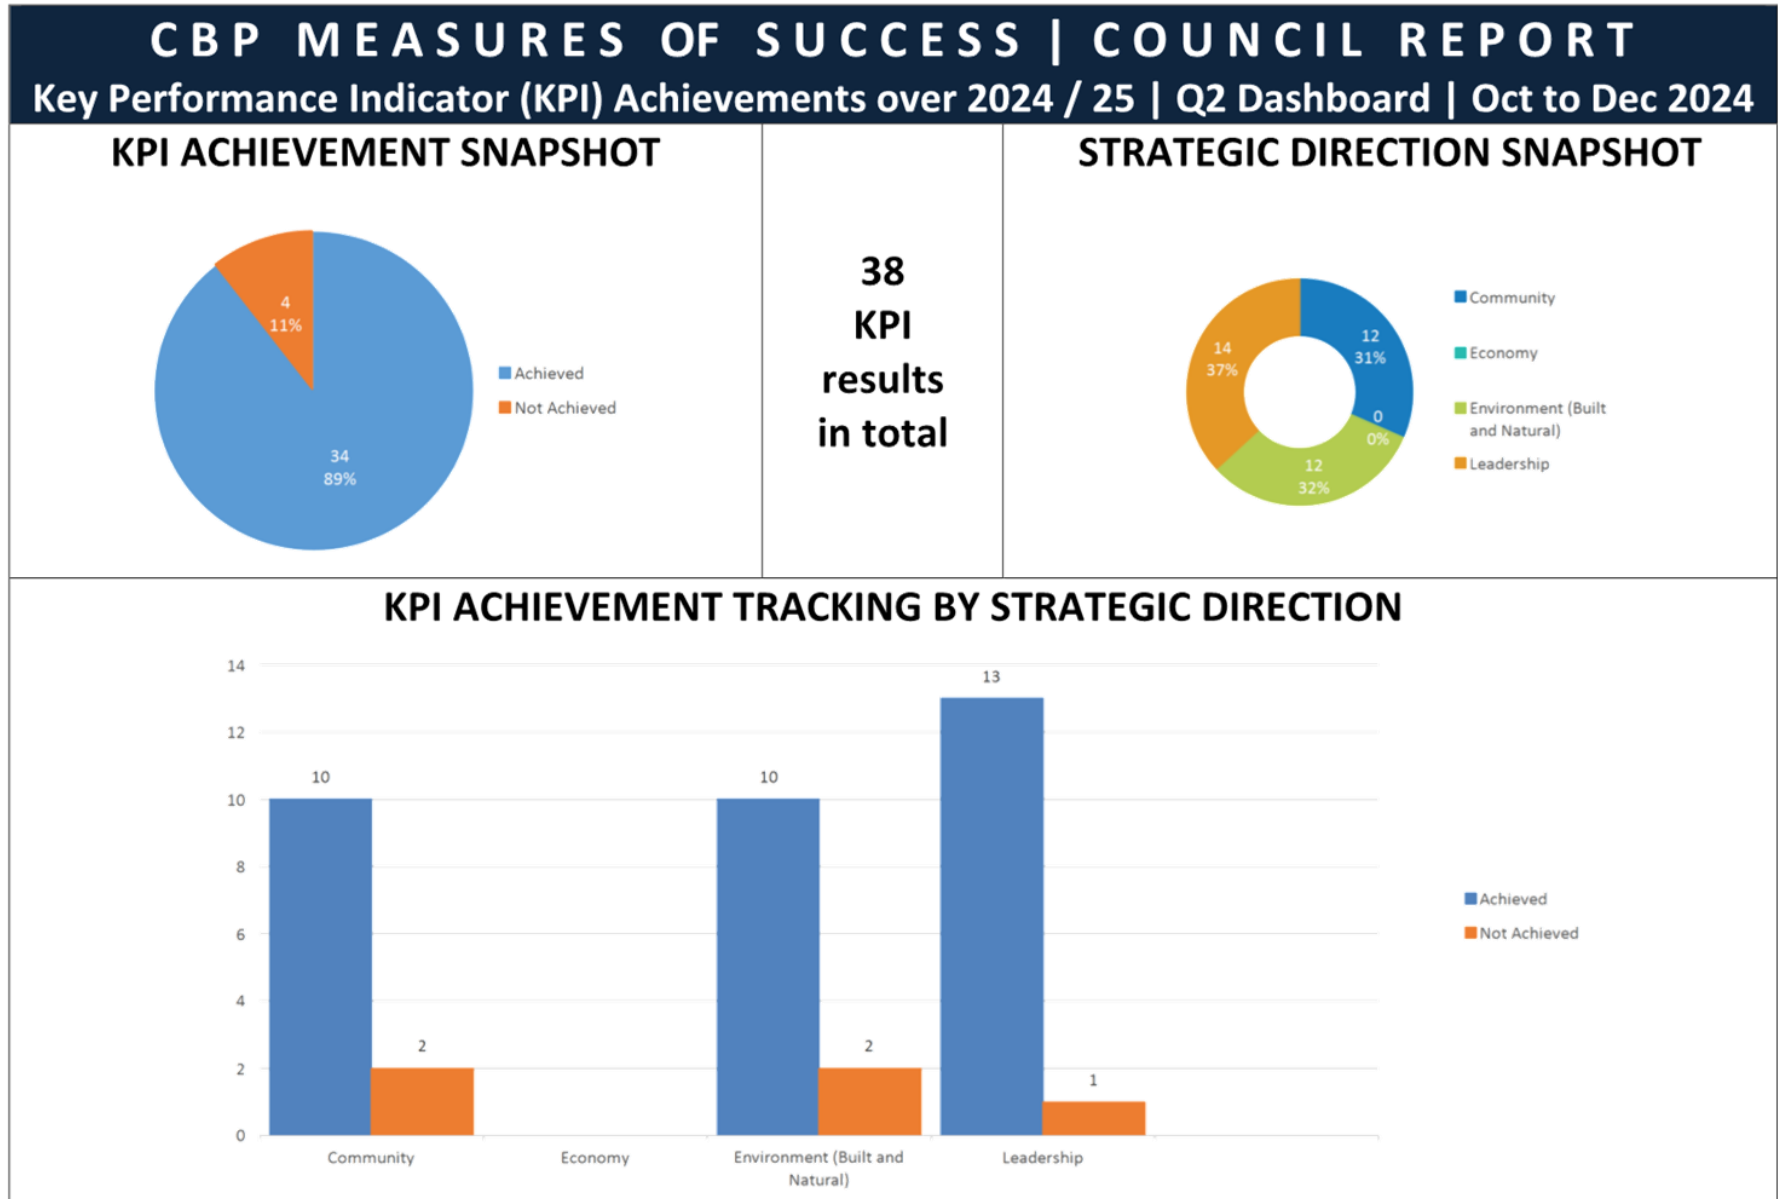 CBP MEASURES OF SUCCESS | COUNCIL REPORT
Key Performance Indicator (KPI) Achievements over 2024 / 25 | Q2 Dashboard | Oct to Dec 2024
KPI ACHIEVEMENT SNAPSHOT
4
11%
34
89%
Achieved
Not Achieved
38
KPI
results
in total
STRATEGIC DIRECTION SNAPSHOT
12
31%
0
0%
12
32%
14
37%
Community
Economy
Environment (Built
and Natural)
Leadership
KPI ACHIEVEMENT TRACKING BY STRATEGIC DIRECTION
14
12
10
8
6
4
2
0
10
2
10
2
13
1
Community
Economy
Environment (Built and
Natural)
Leadership
Achieved
Not Achieved